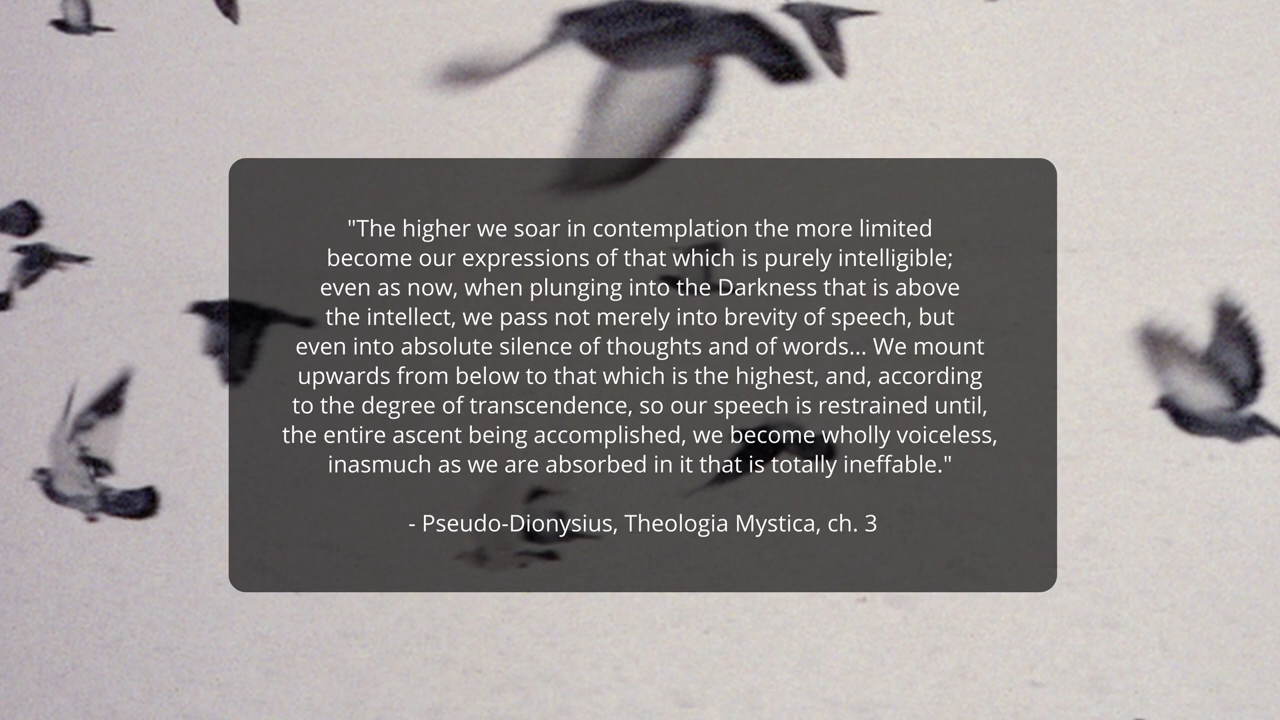 "The higher we soar in contemplation the more limited
become our expressions of that which is purely intelligible;
even as now, when plunging into the Darkness that is above
the intellect, we pass not merely into brevity of speech, but
even into absolute silence of thoughts and of words... We mount
upwards from below to that which is the highest, and, according
to the degree of transcendence, so our speech is restrained until,
the entire ascent being accomplished, we become wholly voiceless,
inasmuch as we are absorbed in it that is totally ineffable."
- Pseudo-Dionysius, Theologia Mystica, ch. 3